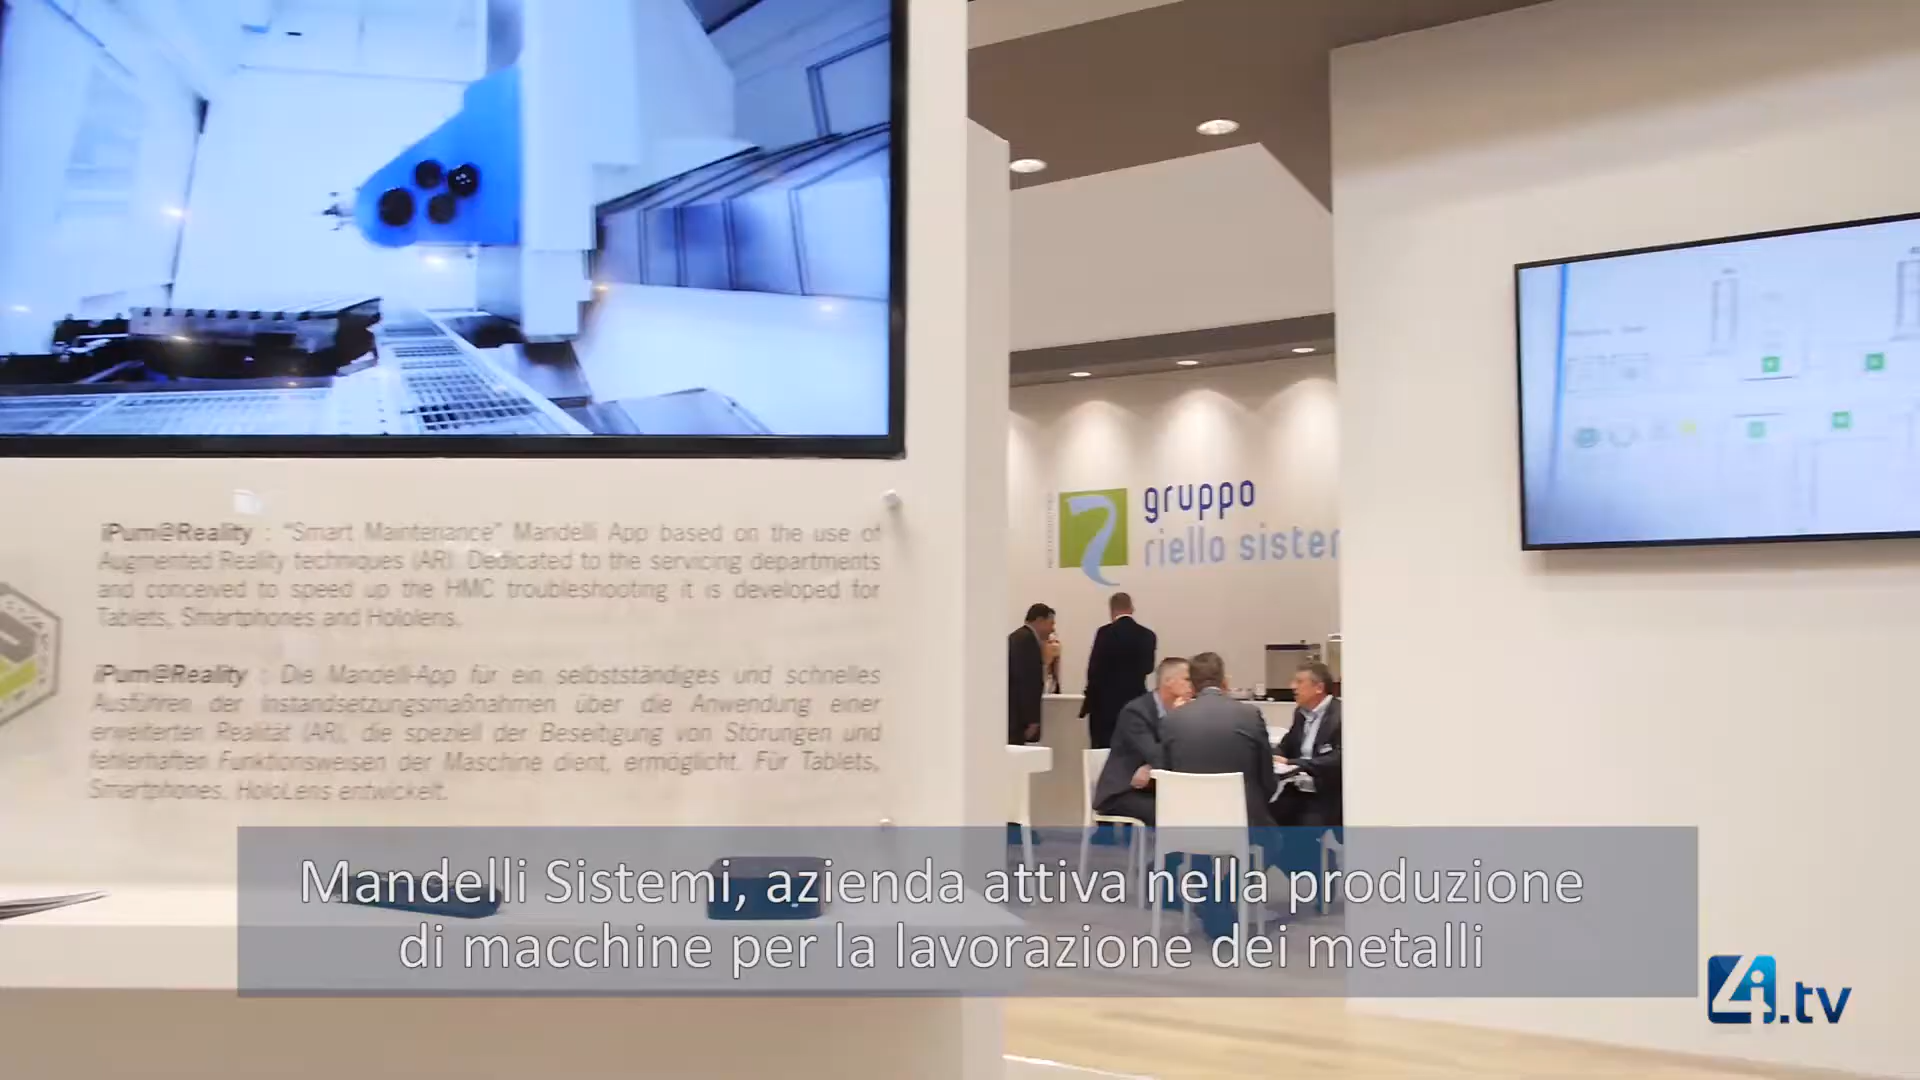 iPum@Reality : "Smart Maintenance" Mandelli App based on the use of
Augmented Reality techniques (AR). Dedicated to the servicing departments
and conceived to speed up the HMC troubleshooting it is developed for
Tablets, Smartphones and Hololens.
iPum@Reality : Die Mandelli-App für ein selbstständiges und schnelles
Ausführen der Instandsetzungsmaßnahmen über die Anwendung einer
erweiterten Realität (AR), die speziell der Beseitigung von Störungen und
fehlerhaften Funktionsweisen der Maschine dient, ermöglicht. Für Tablets,
Smartphones, HoloLens entwickelt.
gruppo
riello sister
Mandelli Sistemi, azienda attiva nella produzione
di macchine per la lavorazione dei metalli
4i.tv